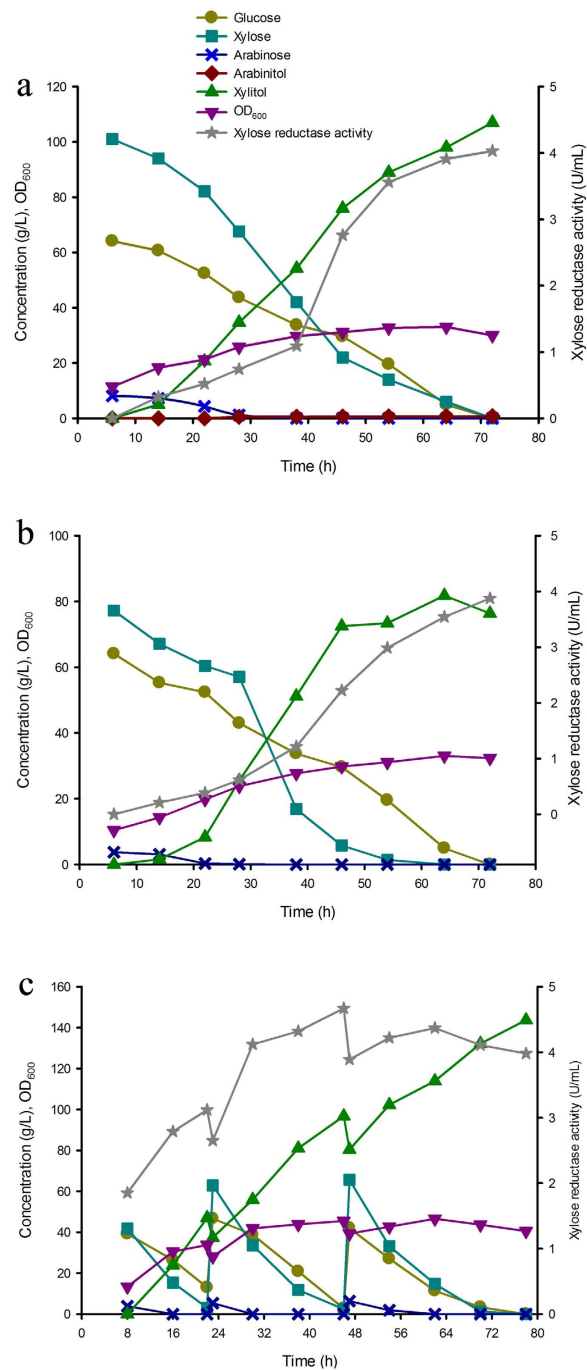 Glucose
Xylose
Arabinose
Arabinitol
Xylitol
OD600
Xylose reductase activity
a
120
100
80
60
40
20
0
Concentration (g/L), OD600
5
4
3
2
1
0
Xylose reductase activity (U/mL)
0 10 20 30 40 50 60 70 80
Time (h)
b
100
80
60
40
20
0
Concentration (g/L), OD600
5
4
3
2
1
0
Xylose reductase activity (U/mL)
0 10 20 30 40 50 60 70 80
Time (h)
c
160
140
120
100
80
60
40
20
0
Concentration (g/L), OD600
5
4
3
2
1
0
Xylose reductase activity (U/mL)
0 8 16 24 32 40 48 56 64 72 80
Time (h)